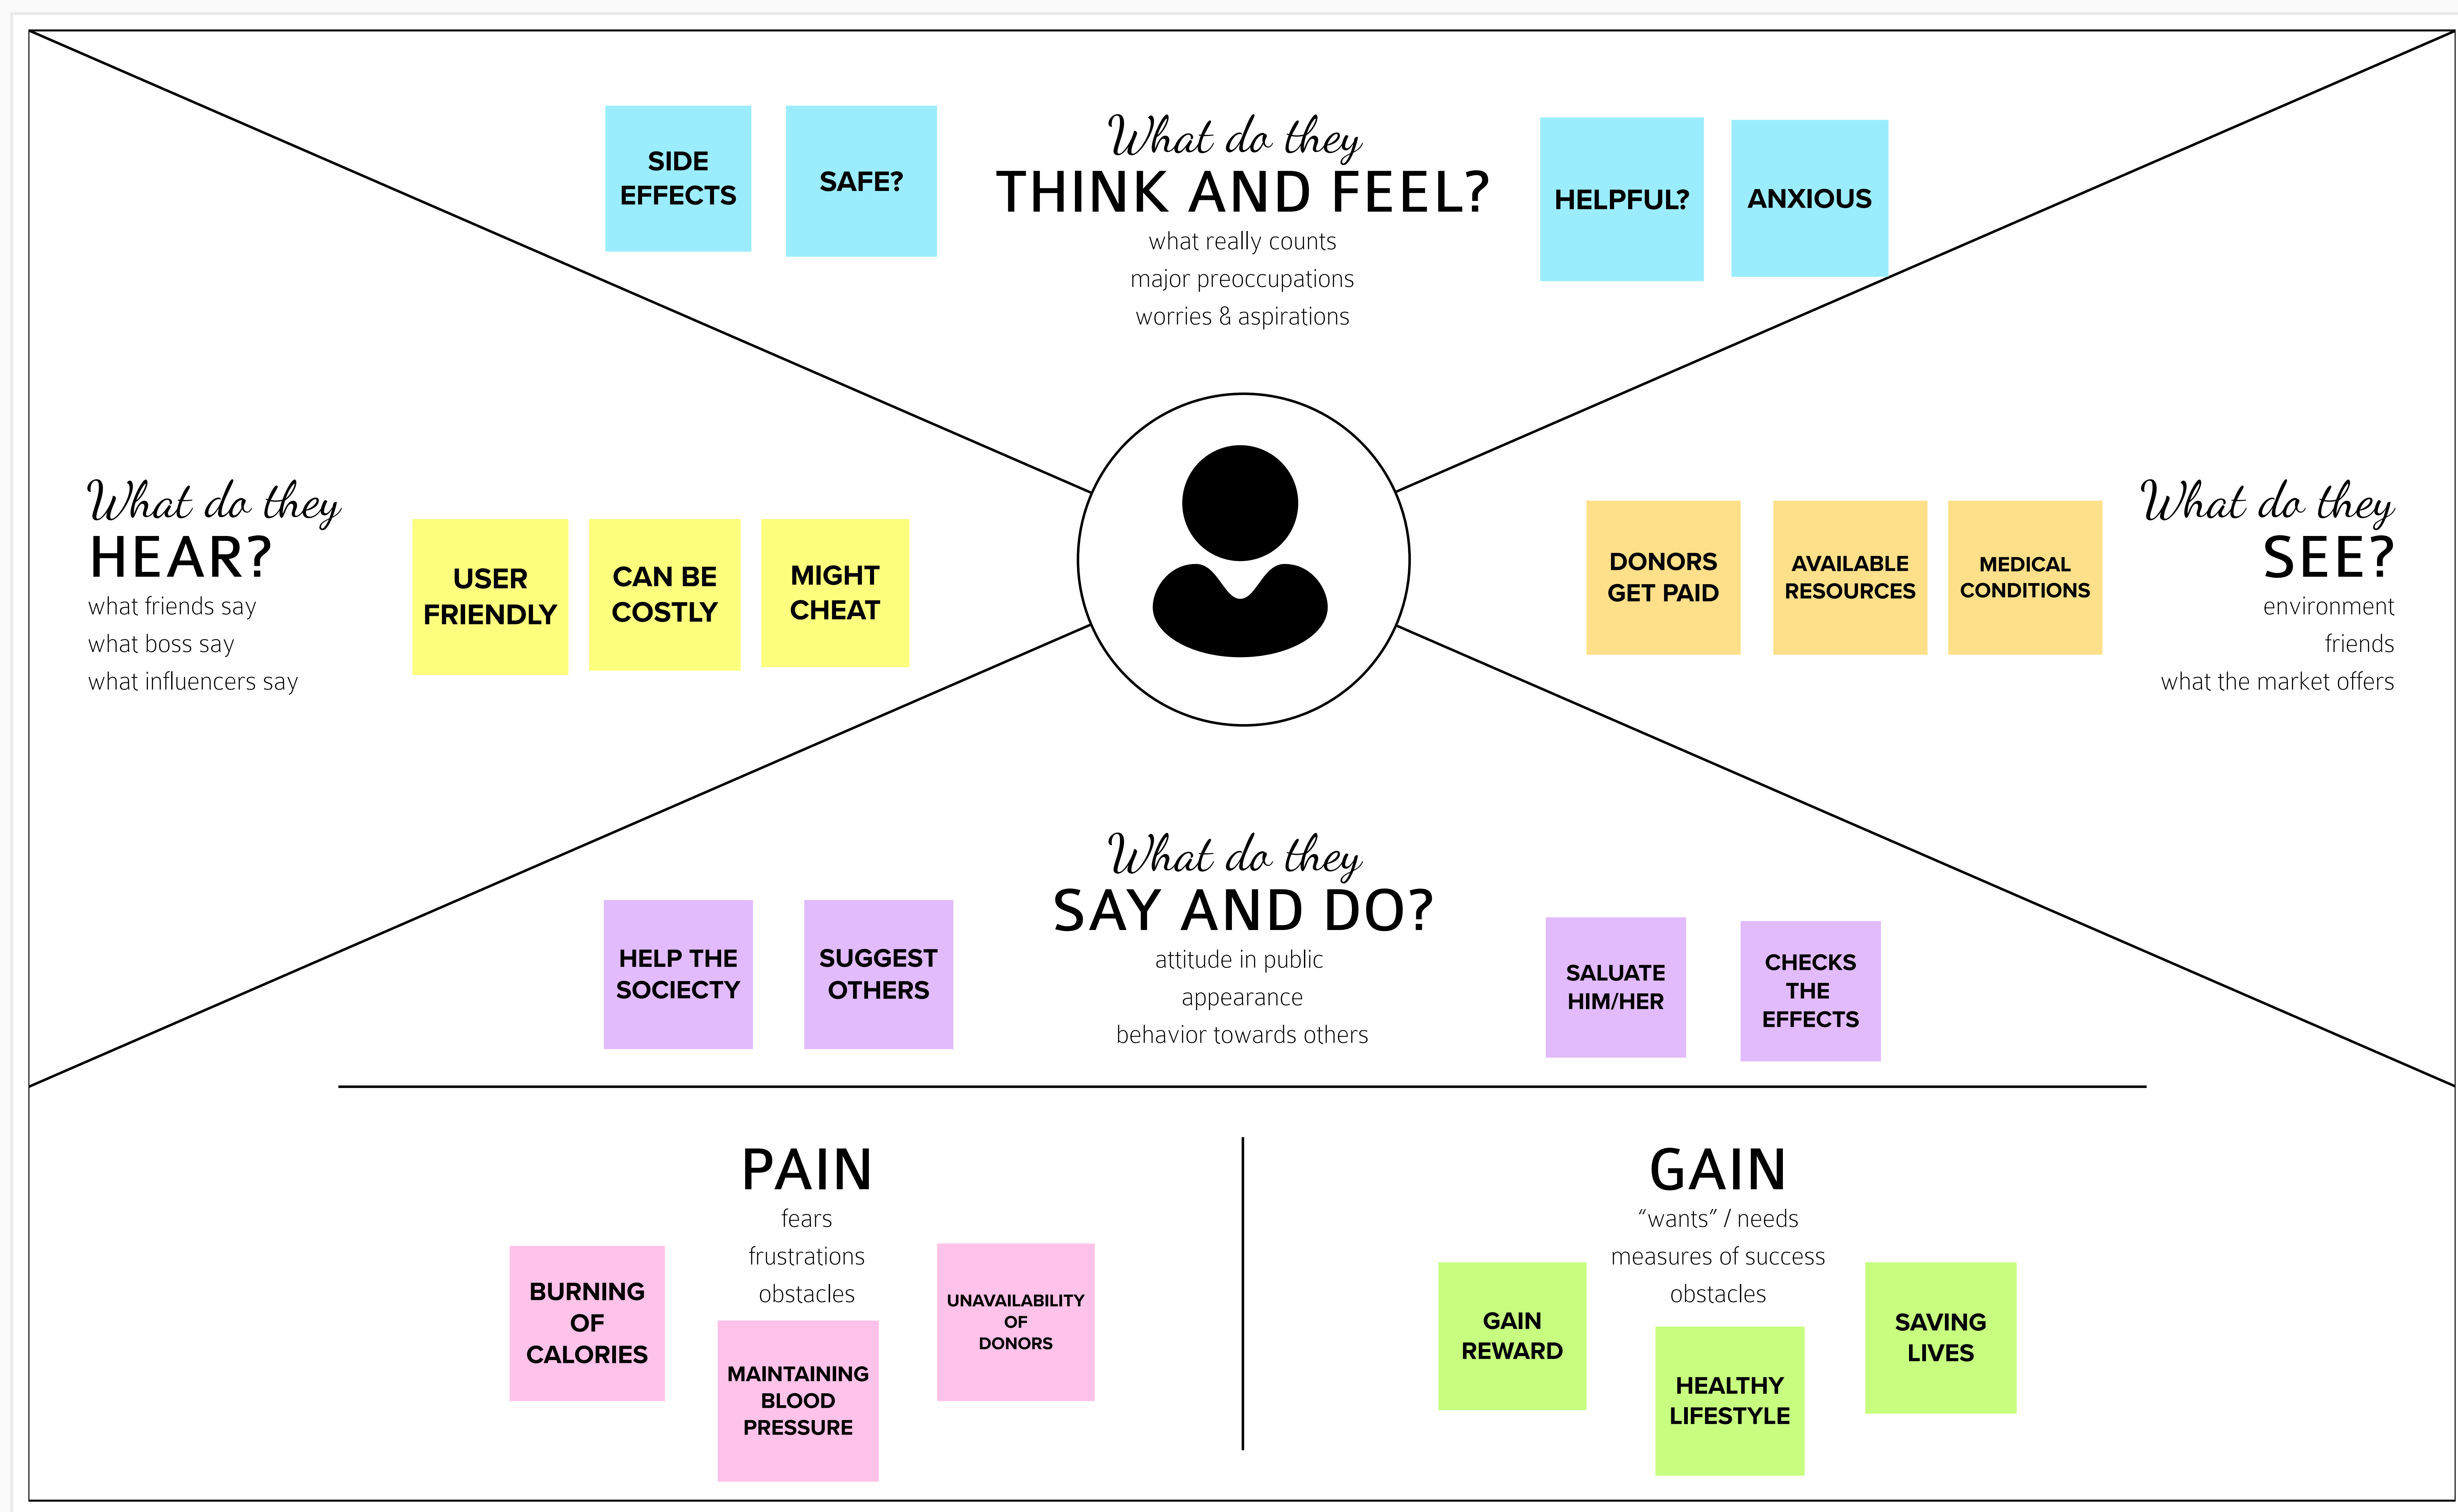 What do they
THINK AND FEEL?
what really counts
major preoccupations
worries & aspirations
SIDE
EFFECTS
SAFE?
HELPFUL?
ANXIOUS
What do they
HEAR?
what friends say
what boss say
what influencers say
USER
FRIENDLY
CAN BE
COSTLY
MIGHT
CHEAT
DONORS
GET PAID
AVAILABLE
RESOURCES
MEDICAL
CONDITIONS
What do they
SEE?
environment
friends
what the market offers
What do they
SAY AND DO?
attitude in public
appearance
behavior towards others
HELP THE
SOCIECTY
SUGGEST
OTHERS
SALUATE
HIM/HER
CHECKS
THE
EFFECTS
PAIN
fears
frustrations
obstacles
BURNING
OF
CALORIES
MAINTAINING
BLOOD
PRESSURE
UNAVAILABILITY
OF
DONORS
GAIN
“wants” / needs
measures of success
obstacles
GAIN
REWARD
HEALTHY
LIFESTYLE
SAVING
LIVES